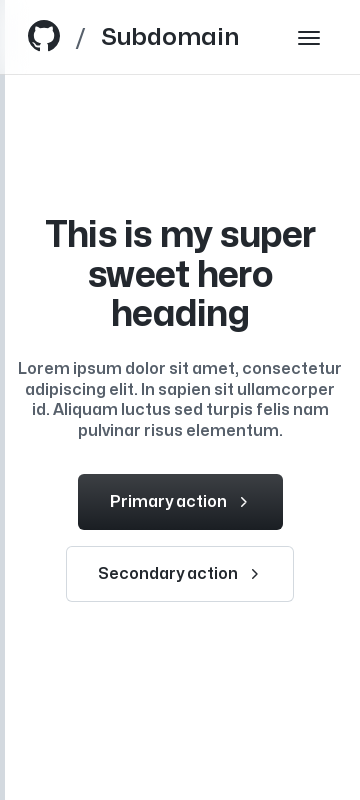 / Subdomain
This is my super
sweet hero
heading
Lorem ipsum dolor sit amet, consectetur
adipiscing elit. In sapien sit ullamcorper
id. Aliquam luctus sed turpis felis nam
pulvinar risus elementum.
Primary action
Secondary action